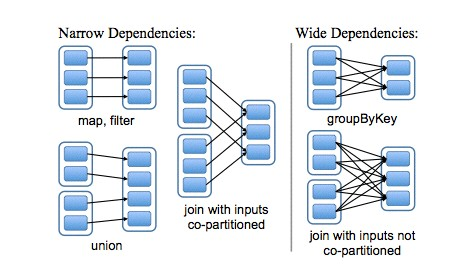 Narrow Dependencies:
Wide Dependencies:
map, filter
groupByKey
join with inputs
co-partitioned
union
join with inputs not
co-partitioned